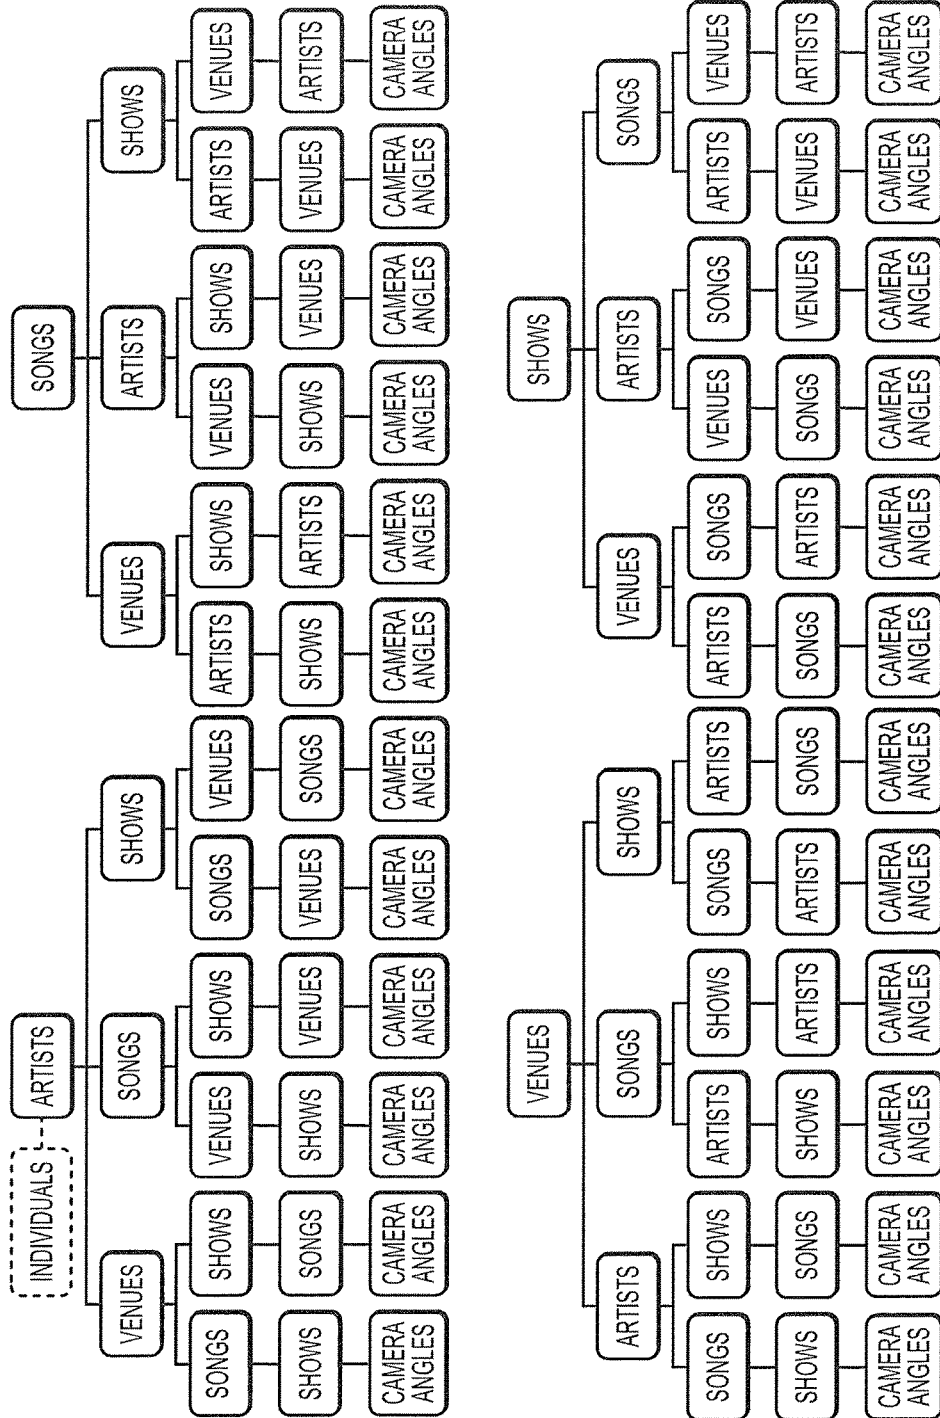 INDIVIDUALS ARTISTS
VENUES SONGS SHOWS
SONGS SHOWS VENUES SHOWS SONGS VENUES
SHOWS SONGS SHOWS VENUES VENUES SONGS
CAMERA CAMERA CAMERA CAMERA CAMERA CAMERA
ANGLES ANGLES ANGLES ANGLES ANGLES ANGLES
SONGS
VENUES ARTISTS SHOWS
ARTISTS SHOWS VENUES SHOWS ARTISTS VENUES
SHOWS ARTISTS SHOWS VENUES VENUES ARTISTS
CAMERA CAMERA CAMERA CAMERA CAMERA CAMERA
ANGLES ANGLES ANGLES ANGLES ANGLES ANGLES
VENUES
ARTISTS SONGS SHOWS
SONGS SHOWS ARTISTS SHOWS SONGS ARTISTS
SHOWS SONGS SHOWS ARTISTS ARTISTS SONGS
CAMERA CAMERA CAMERA CAMERA CAMERA CAMERA
ANGLES ANGLES ANGLES ANGLES ANGLES ANGLES
SHOWS
VENUES ARTISTS SONGS
ARTISTS SONGS VENUES SONGS ARTISTS VENUES
SONGS ARTISTS SONGS VENUES VENUES ARTISTS
CAMERA CAMERA CAMERA CAMERA CAMERA CAMERA
ANGLES ANGLES ANGLES ANGLES ANGLES ANGLES